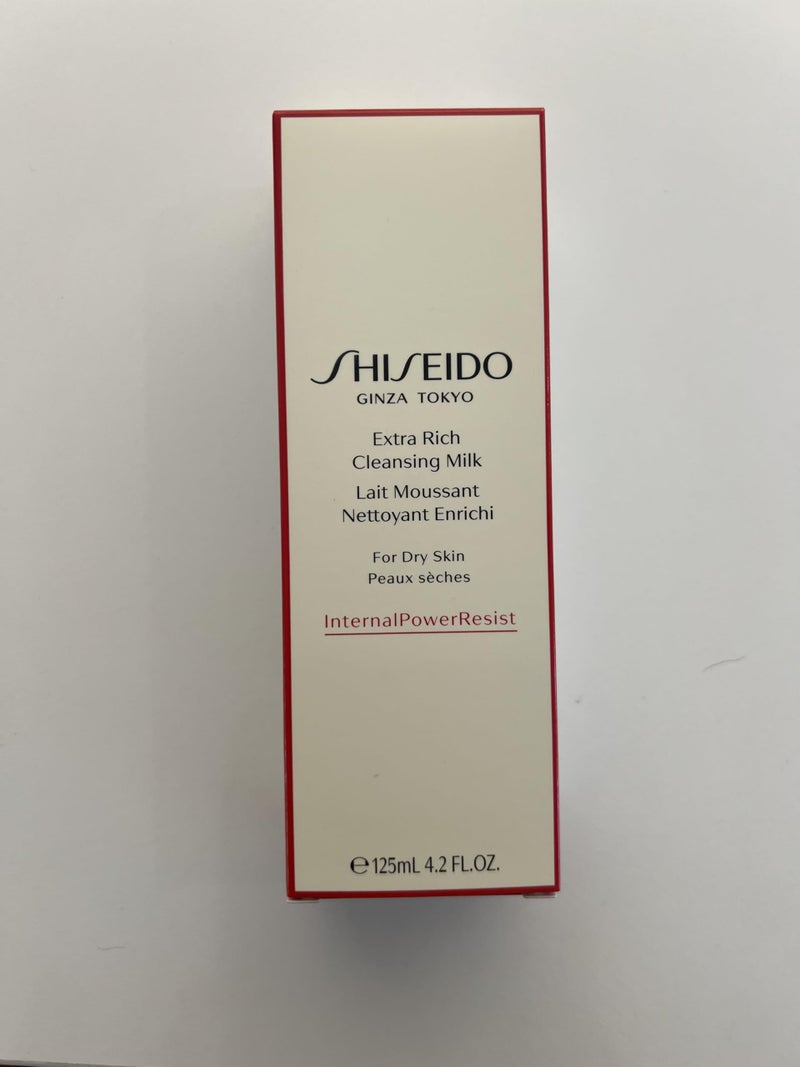 SHISEIDO
GINZA TOKYO
Extra Rich
Cleansing Milk
Lait Moussant
Nettoyant Enrichi
For Dry Skin
Peaux sèches
InternalPowerResist
℮125mL 4.2 FL.OZ.